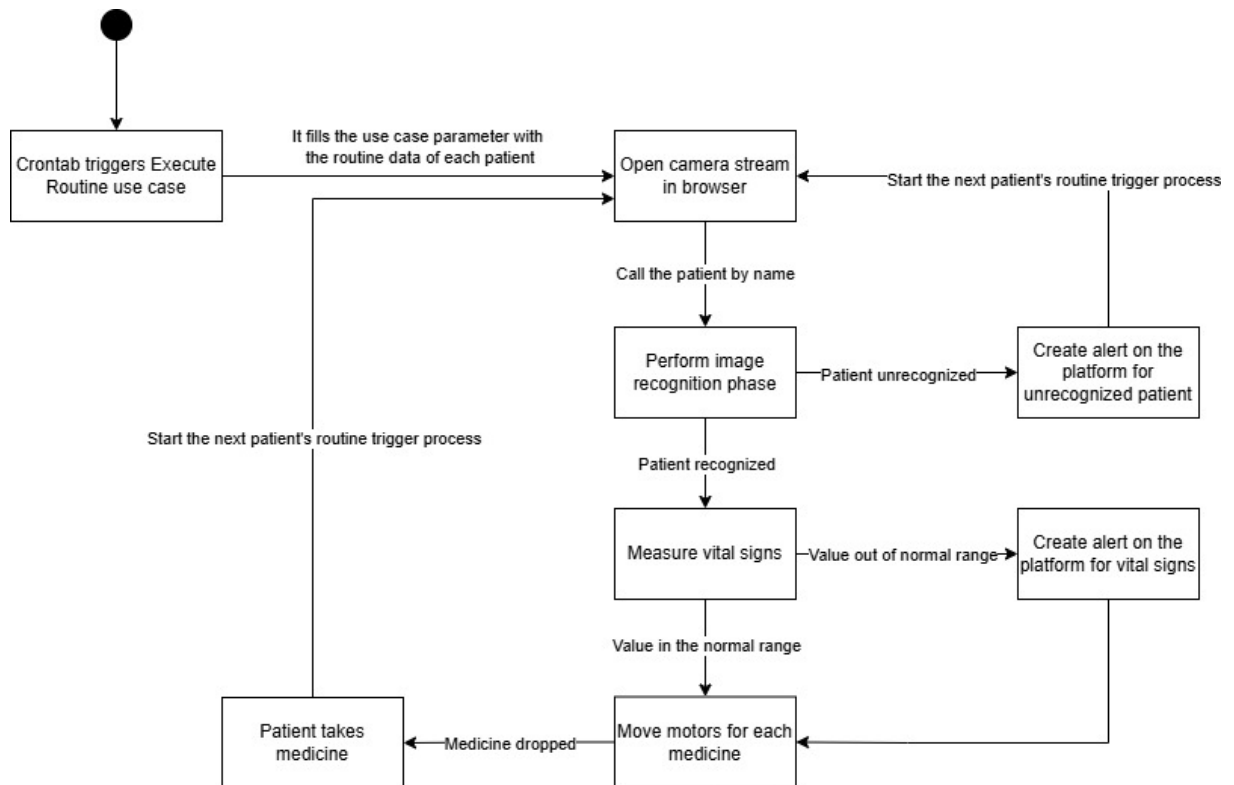 It fills the use case parameter with
the routine data of each patient
Crontab triggers Execute
Routine use case
Open camera stream
in browser
Start the next patient's routine trigger process
Call the patient by name
Perform image
recognition phase
Patient unrecognized
Create alert on the
platform for
unrecognized patient
Start the next patient's routine trigger process
Patient recognized
Measure vital signs
Value out of normal range
Create alert on the
platform for vital signs
Value in the normal range
Patient takes
medicine
Medicine dropped
Move motors for each
medicine